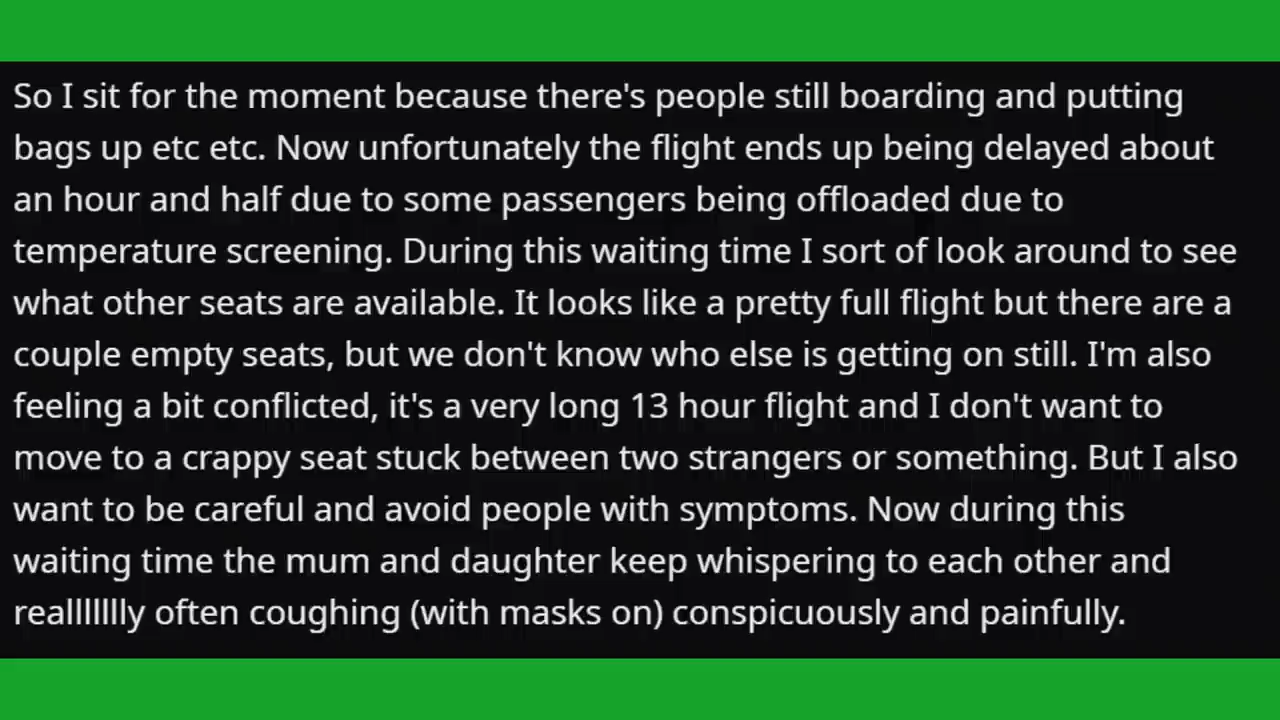 So I sit for the moment because there's people still boarding and putting
bags up etc etc. Now unfortunately the flight ends up being delayed about
an hour and half due to some passengers being offloaded due to
temperature screening. During this waiting time I sort of look around to see
what other seats are available. It looks like a pretty full flight but there are a
couple empty seats, but we don't know who else is getting on still. I'm also
feeling a bit conflicted, it's a very long 13 hour flight and I don't want to
move to a crappy seat stuck between two strangers or something. But I also
want to be careful and avoid people with symptoms. Now during this
waiting time the mum and daughter keep whispering to each other and
realllllllly often coughing (with masks on) conspicuously and painfully.